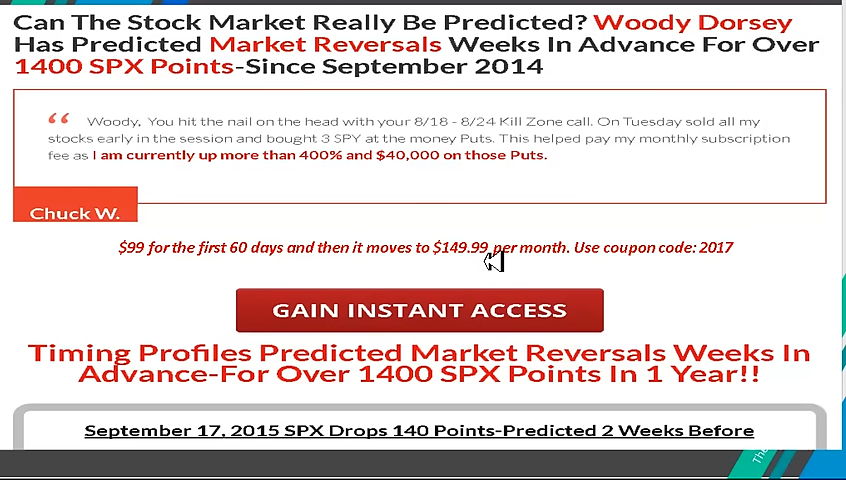 Can The Stock Market Really Be Predicted? Woody Dorsey
Has Predicted Market Reversals Weeks In Advance For Over
1400 SPX Points-Since September 2014
“ Woody, You hit the nail on the head with your 8/18 - 8/24 Kill Zone call. On Tuesday sold all my
stocks early in the session and bought 3 SPY at the money Puts. This helped pay my monthly subscription
fee as I am currently up more than 400% and $40,000 on those Puts.
Chuck W.
$99 for the first 60 days and then it moves to $149.99 per month. Use coupon code: 2017
GAIN INSTANT ACCESS
Timing Profiles Predicted Market Reversals Weeks In
Advance-For Over 1400 SPX Points In 1 Year!!
September 17, 2015 SPX Drops 140 Points-Predicted 2 Weeks Before
The